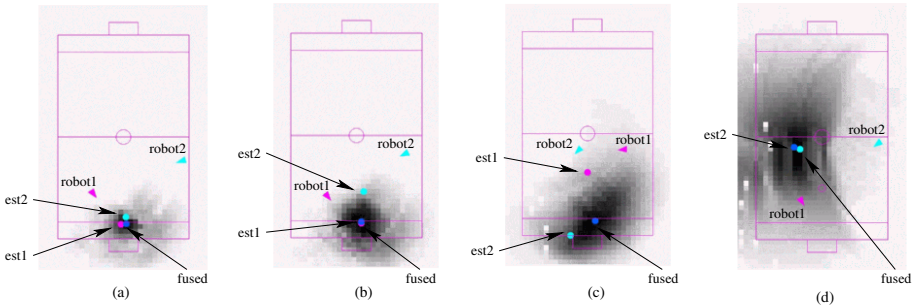 robot2
robot1
est2
est1
fused
(a)
est2
robot2
robot1
est1
fused
(b)
robot2
robot1
est1
est2
fused
(c)
est2
robot2
robot1
fused
(d)